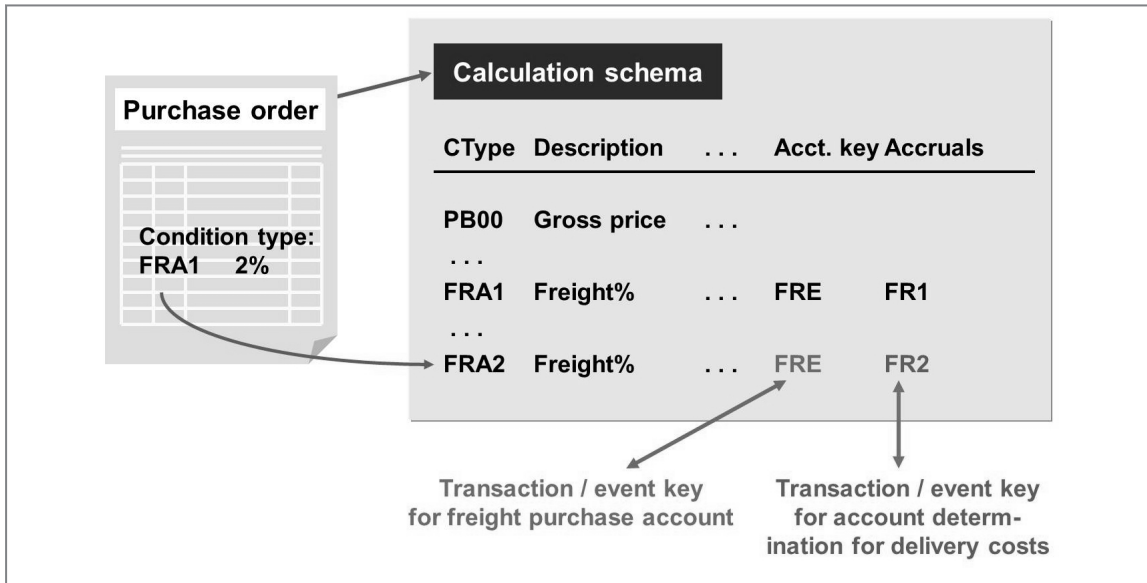 Purchase order
Condition type:
FRA1 2%
Calculation schema
CType Description . . . Acct. key Accruals
PB00 Gross price . . .
. . .
FRA1 Freight% . . . FRE FR1
. . .
FRA2 Freight% . . . FRE FR2
Transaction / event key
for freight purchase account
Transaction / event key
for account determ-
ination for delivery costs